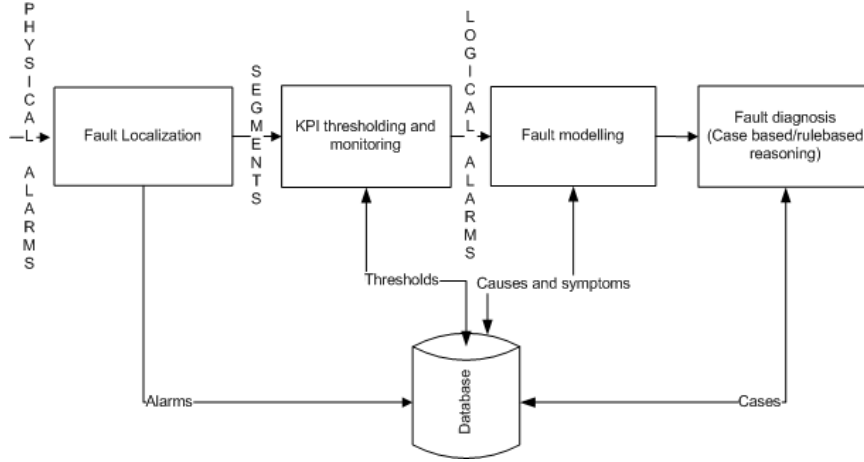 PHYSICAL ALARMS
Fault Localization
SEGMENTS
KPI thresholding and
monitoring
LOGICAL ALARMS
Fault modelling
Fault diagnosis
(Case based/rulebased
reasoning)
Thresholds
Causes and symptoms
Alarms
Database
Cases